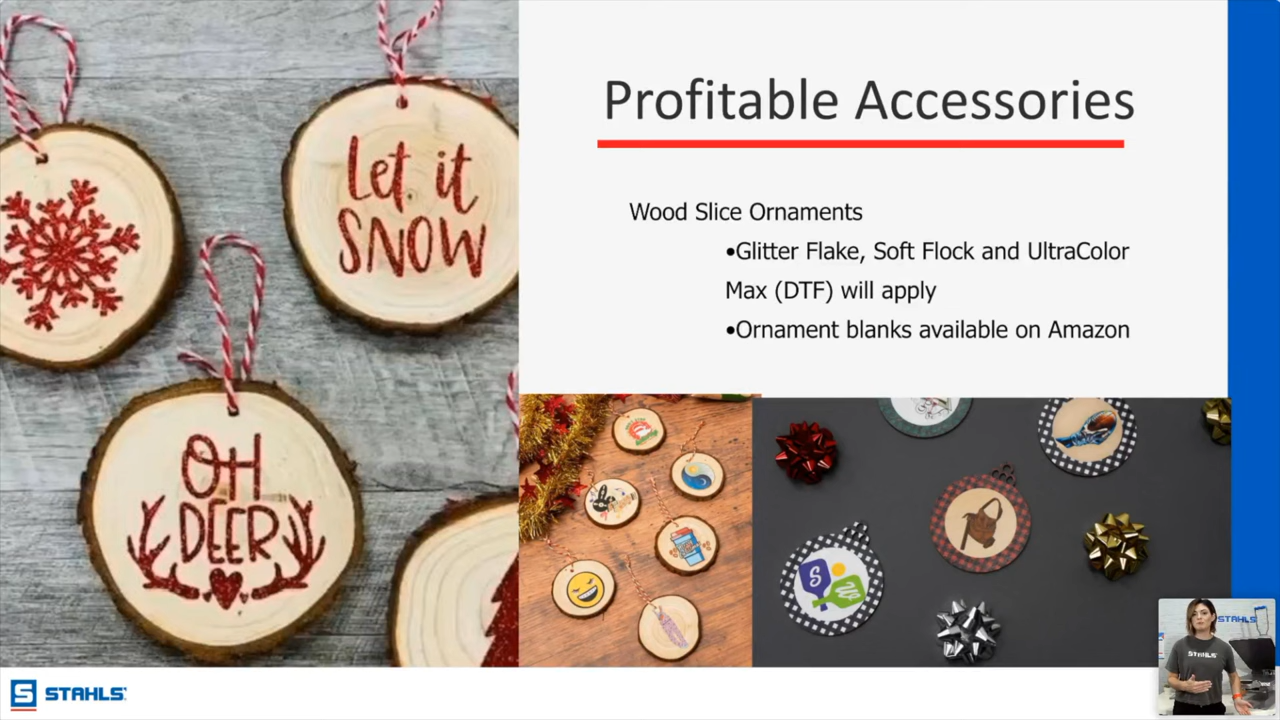 Profitable Accessories
Wood Slice Ornaments
•Glitter Flake, Soft Flock and UltraColor
Max (DTF) will apply
•Ornament blanks available on Amazon
Let it
SNOW
OH
DEER
S
STAHLS'
STAHLS'
S STAHLS'